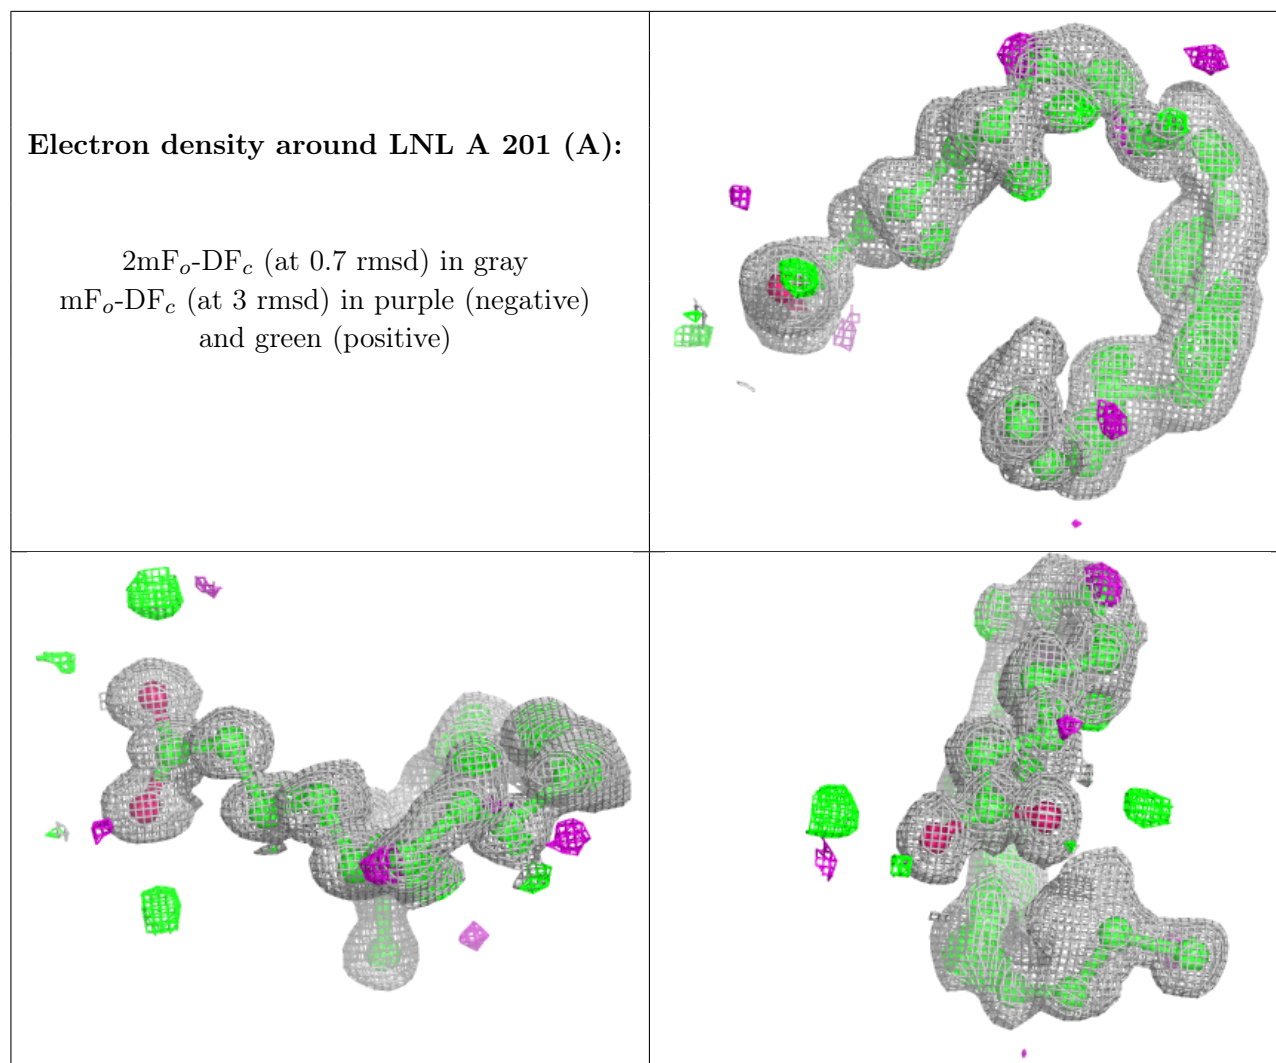 Electron density around LNL A 201 (A):
2mFₒ-DF𝒸 (at 0.7 rmsd) in gray
mFₒ-DF𝒸 (at 3 rmsd) in purple (negative)
and green (positive)